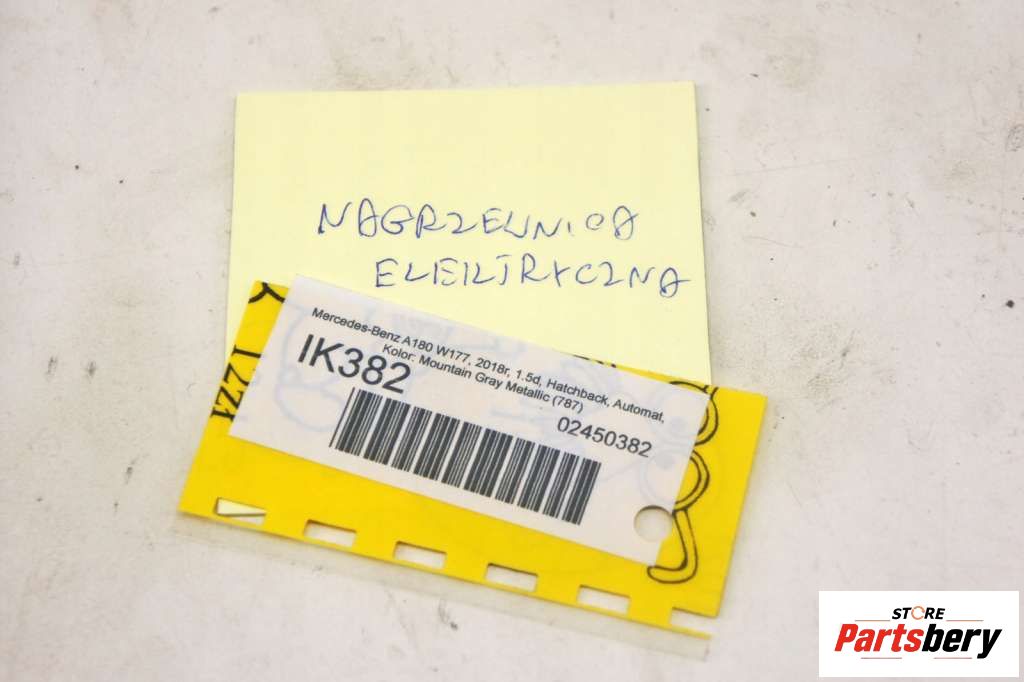 NAGRZEWNICA
ELEKTRYCZNA
Mercedes-Benz A180 W177, 2018r, 1.5d, Hatchback, Automat,
Kolor: Mountain Gray Metallic (787)
IK382
02450382
STORE
Partsbery